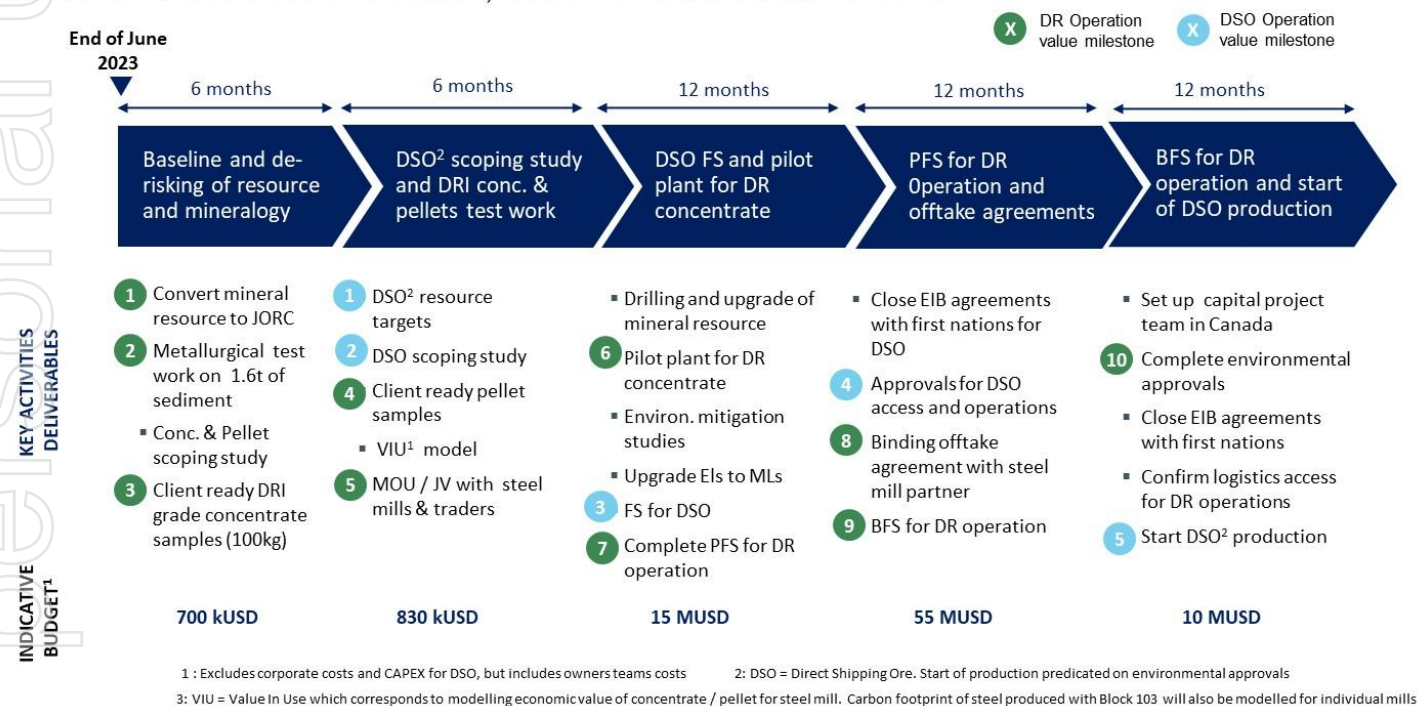 X
DR Operation
value milestone
X
DSO Operation
value milestone
End of June
2023
6 months
6 months
12 months
12 months
12 months
Baseline and de-
risking of resource
and mineralogy
DSO² scoping study
and DRI conc. &
pellets test work
DSO FS and pilot
plant for DR
concentrate
PFS for DR
Operation and
offtake agreements
BFS for DR
operation and start
of DSO production
KEY ACTIVITIES
DELIVERABLES
1 Convert mineral
resource to JORC
2 Metallurgical test
work on 1.6t of
sediment
▪ Conc. & Pellet
scoping study
3 Client ready DRI
grade concentrate
samples (100kg)
1 DSO² resource
targets
2 DSO scoping study
4 Client ready pellet
samples
▪ VIU¹ model
5 MOU / JV with steel
mills & traders
▪ Drilling and upgrade of
mineral resource
6 Pilot plant for DR
concentrate
▪ Environ. mitigation
studies
▪ Upgrade EIs to MLs
3 FS for DSO
7 Complete PFS for DR
operation
▪ Close EIB agreements
with first nations for
DSO
4 Approvals for DSO
access and operations
8 Binding offtake
agreement with steel
mill partner
9 BFS for DR operation
▪ Set up capital project
team in Canada
10 Complete environmental
approvals
▪ Close EIB agreements
with first nations
▪ Confirm logistics access
for DR operations
5 Start DSO² production
INDICATIVE
BUDGET¹
700 kUSD
830 kUSD
15 MUSD
55 MUSD
10 MUSD
1 : Excludes corporate costs and CAPEX for DSO, but includes owners teams costs
2: DSO = Direct Shipping Ore. Start of production predicated on environmental approvals
3: VIU = Value In Use which corresponds to modelling economic value of concentrate / pellet for steel mill. Carbon footprint of steel produced with Block 103 will also be modelled for individual mills
personal u